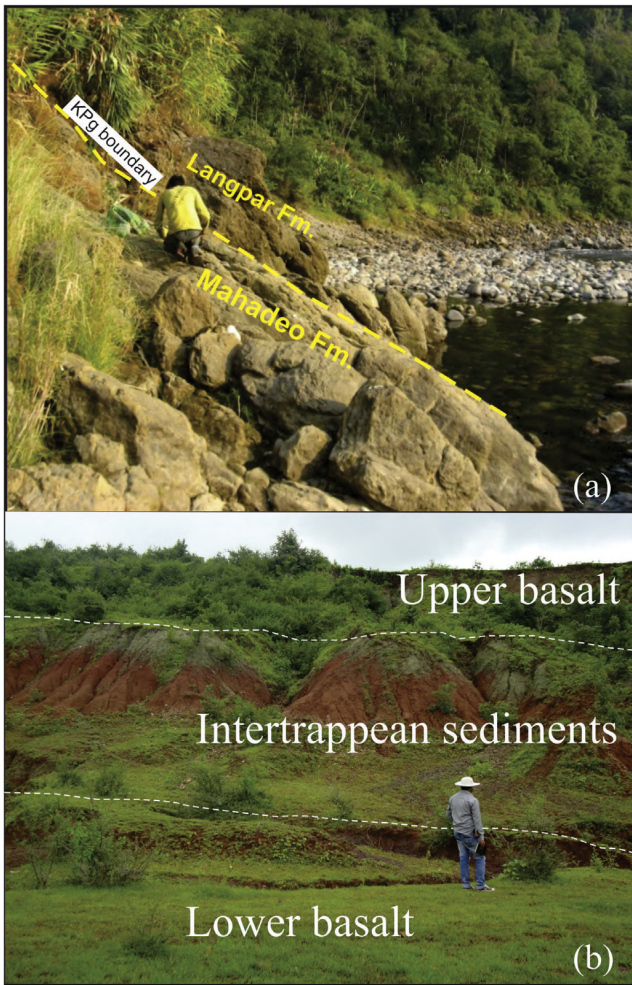 KPg boundary
Langpar Fm.
Mahadeo Fm.
(a)
Upper basalt
Intertrappean sediments
Lower basalt
(b)